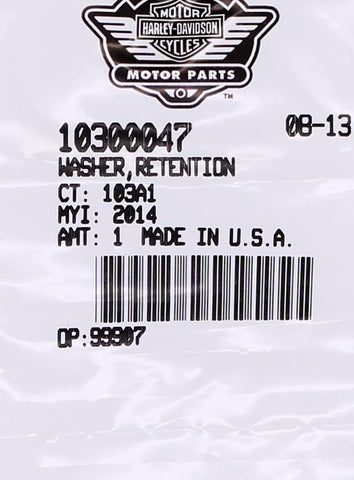 MOTOR
HARLEY-DAVIDSON
CYCLES
MOTOR PARTS
TM
10300047 08-13
WASHER,RETENTION
CT: 103A1
MYI: 2014
AMT: 1 MADE IN U.S.A.
OP:99907